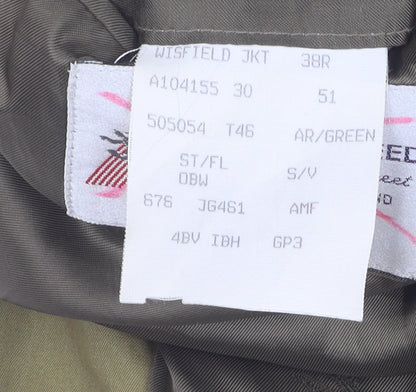 WISFIELD JKT 38R
A104155 30 51
505054 T46 AR/GREEN
ST/FL S/V
OBW
676 JG461 AMF
4BV IBH GP3